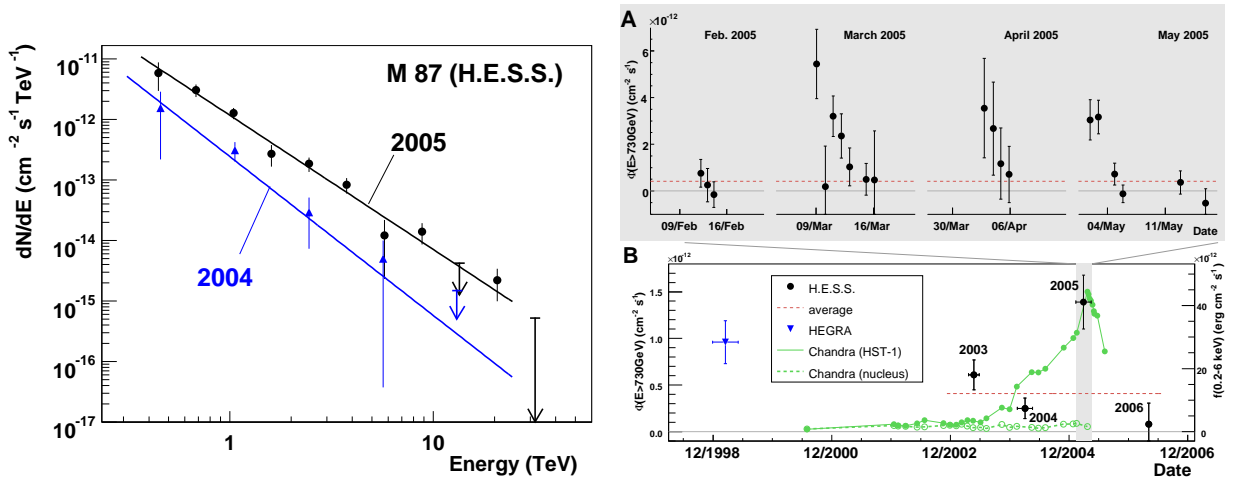 M 87 (H.E.S.S.)
2005
2004
dN/dE (cm⁻² s⁻¹ TeV⁻¹)
10⁻¹¹
10⁻¹²
10⁻¹³
10⁻¹⁴
10⁻¹⁵
10⁻¹⁶
10⁻¹⁷
1
10
Energy (TeV)
A
×10⁻¹²
Feb. 2005
March 2005
April 2005
May 2005
Φ(E>730GeV) (cm⁻² s⁻¹)
6
4
2
0
09/Feb
16/Feb
09/Mar
16/Mar
30/Mar
06/Apr
04/May
11/May
Date
B
×10⁻¹²
×10⁻¹²
Φ(E>730GeV) (cm⁻² s⁻¹)
1.5
1.0
0.5
0.0
H.E.S.S.
average
HEGRA
Chandra (HST-1)
Chandra (nucleus)
2003
2004
2005
2006
40
20
0
f(0.2-6 keV) (erg cm⁻² s⁻¹)
12/1998
12/2000
12/2002
12/2004
12/2006
Date